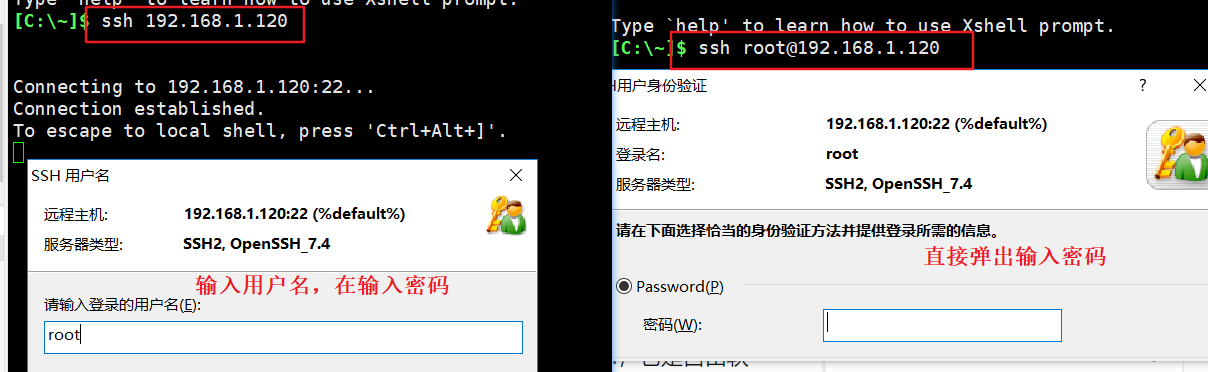 Type `help' to learn how to use Xshell prompt.
[C:\~]$ ssh 192.168.1.120
Connecting to 192.168.1.120:22...
Connection established.
To escape to local shell, press 'Ctrl+Alt+]'.
SSH 用户名
远程主机: 192.168.1.120:22 (%default%)
服务器类型: SSH2, OpenSSH_7.4
输入用户名，在输入密码
请输入登录的用户名(E):
root
Type `help' to learn how to use Xshell prompt.
[C:\~]$ ssh root@192.168.1.120
H用户身份验证
?
远程主机: 192.168.1.120:22 (%default%)
登录名: root
服务器类型: SSH2, OpenSSH_7.4
请在下面选择恰当的身份验证方法并提供登录所需的信息。
直接弹出输入密码
Password(P)
密码(W):